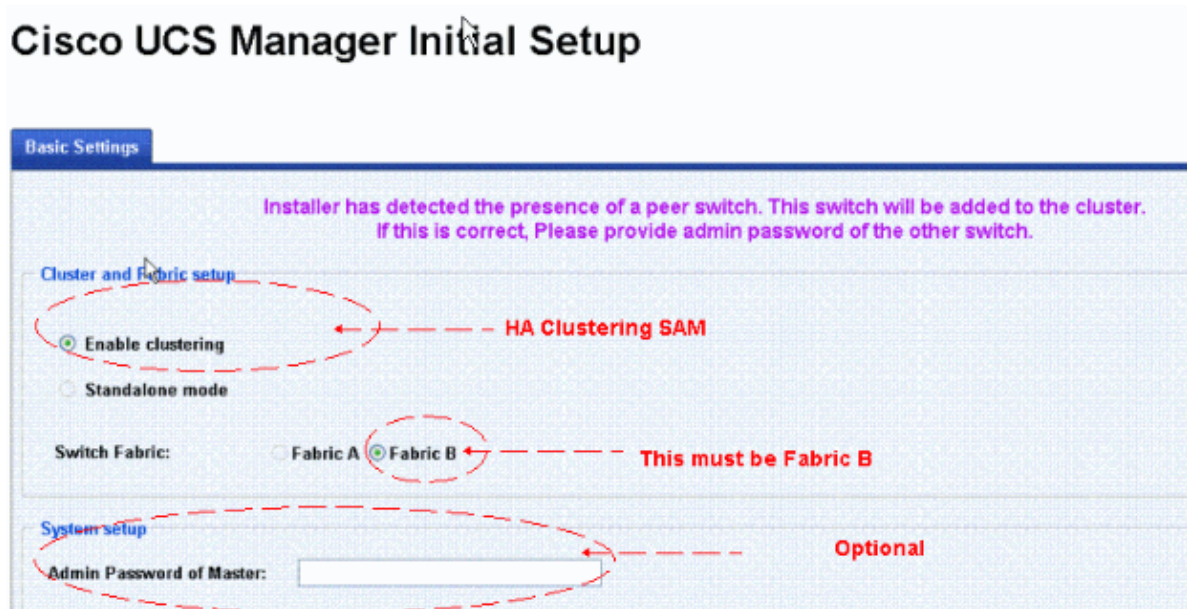 Cisco UCS Manager Initial Setup
Basic Settings
Installer has detected the presence of a peer switch. This switch will be added to the cluster.
If this is correct, Please provide admin password of the other switch.
Cluster and Fabric setup
HA Clustering SAM
Enable clustering
Standalone mode
Switch Fabric: Fabric A Fabric B
This must be Fabric B
System setup
Optional
Admin Password of Master: